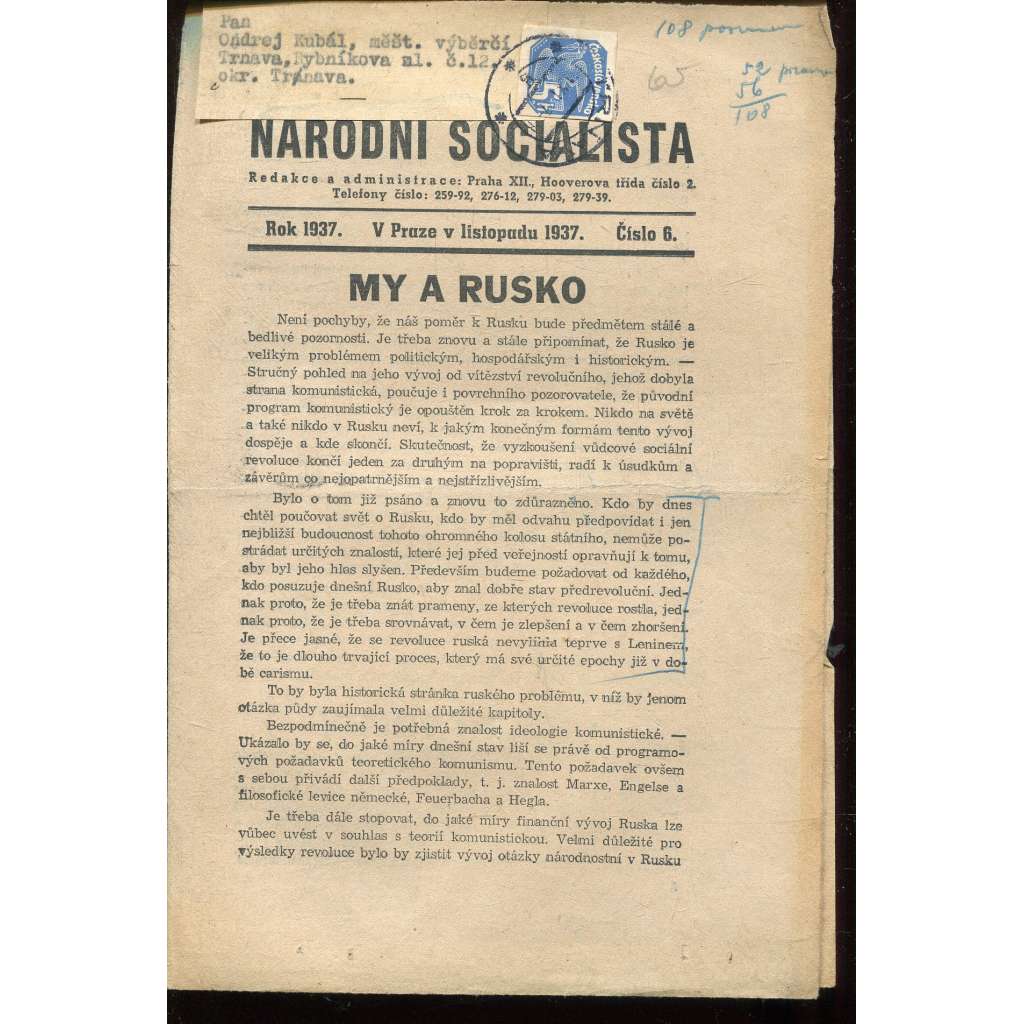 Pan
Ondrej Kubál, měšt. výběrčí
Trnava, Rybníkova ul. č.12.
okr. Trnava.
108
65
52
56
108
NÁRODNÍ SOCIALISTA
Redakce a administrace: Praha XII., Hooverova třída číslo 2.
Telefony číslo: 259-92, 276-12, 279-03, 279-39.
Rok 1937. V Praze v listopadu 1937. Číslo 6.
MY A RUSKO
Není pochyby, že náš poměr k Rusku bude předmětem stálé a
bedlivé pozornosti. Je třeba znovu a stále připomínat, že Rusko je
velikým problémem politickým, hospodářským i historickým. —
Stručný pohled na jeho vývoj od vítězství revolučního, jehož dobyla
strana komunistická, poučuje i povrchního pozorovatele, že původní
program komunistický je opouštěn krok za krokem. Nikdo na světě
a také nikdo v Rusku neví, k jakým konečným formám tento vývoj
dospěje a kde skončí. Skutečnost, že vyzkoušení vůdcové sociální
revoluce končí jeden za druhým na popravišti, radí k úsudkům a
závěrům co nejopatrnějším a nejstřízlivějším.
Bylo o tom již psáno a znovu to zdůrazněno. Kdo by dnes
chtěl poučovat svět o Rusku, kdo by měl odvahu předpovídat i jen
nejbližší budoucnost tohoto ohromného kolosu státního, nemůže po-
strádat určitých znalostí, které jej před veřejností opravňují k tomu,
aby byl jeho hlas slyšen. Především budeme požadovat od každého,
kdo posuzuje dnešní Rusko, aby znal dobře stav předrevoluční. Jed-
nak proto, že je třeba znát prameny, ze kterých revoluce rostla, jed-
nak proto, že je třeba srovnávat, v čem je zlepšení a v čem zhoršení.
Je přece jasné, že se revoluce ruská nevylínla teprve s Leninem,
že to je dlouho trvající proces, který má své určité epochy již v do-
bě carismu.
To by byla historická stránka ruského problému, v níž by jenom
otázka půdy zaujímala velmi důležité kapitoly.
Bezpodmínečně je potřebná znalost ideologie komunistické. —
Ukázalo by se, do jaké míry dnešní stav liší se právě od programo-
vých požadavků teoretického komunismu. Tento požadavek ovšem
s sebou přivádí další předpoklady, t. j. znalost Marxe, Engelse a
filosofické levice německé, Feuerbacha a Hegla.
Je třeba dále stopovat, do jaké míry finanční vývoj Ruska lze
vůbec uvést v souhlas s teorií komunistickou. Velmi důležité pro
výsledky revoluce bylo by zjistit vývoj otázky národnostní v Rusku